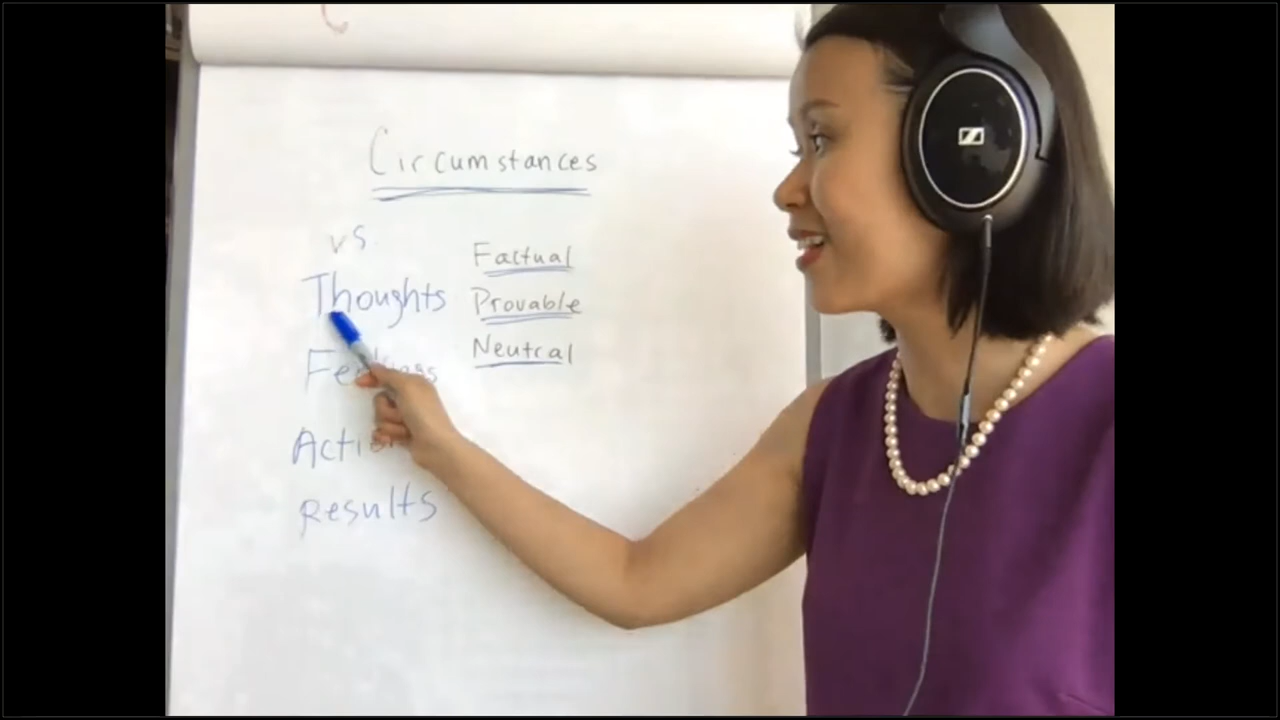 Circumstances
vs
Thoughts
Factual
Provable
Neutral
Results